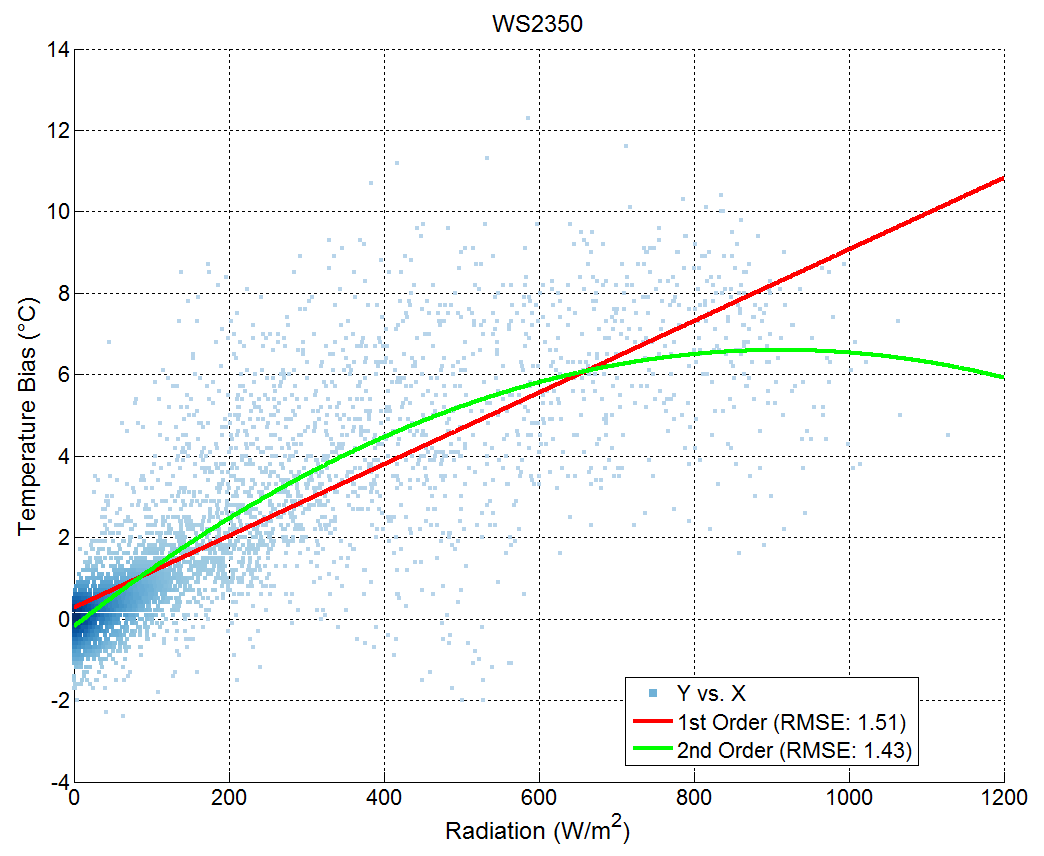 WS2350
14
12
10
8
6
4
2
0
-2
-4
Temperature Bias (°C)
0 200 400 600 800 1000 1200
Radiation (W/m²)
Y vs. X
1st Order (RMSE: 1.51)
2nd Order (RMSE: 1.43)